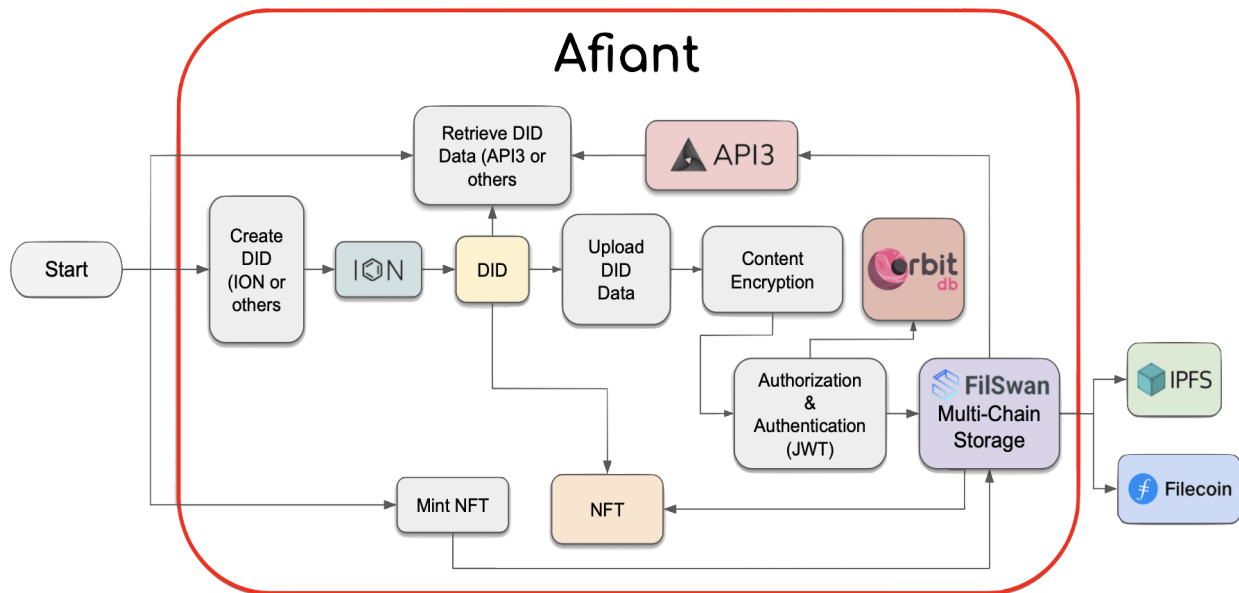 Afiant
Retrieve DID
Data (API3 or
others
API3
Start
Create
DID
(ION or
others
ION
DID
Upload
DID
Data
Content
Encryption
orbit
db
Authorization
&
Authentication
(JWT)
FilSwan
Multi-Chain
Storage
IPFS
Filecoin
Mint NFT
NFT